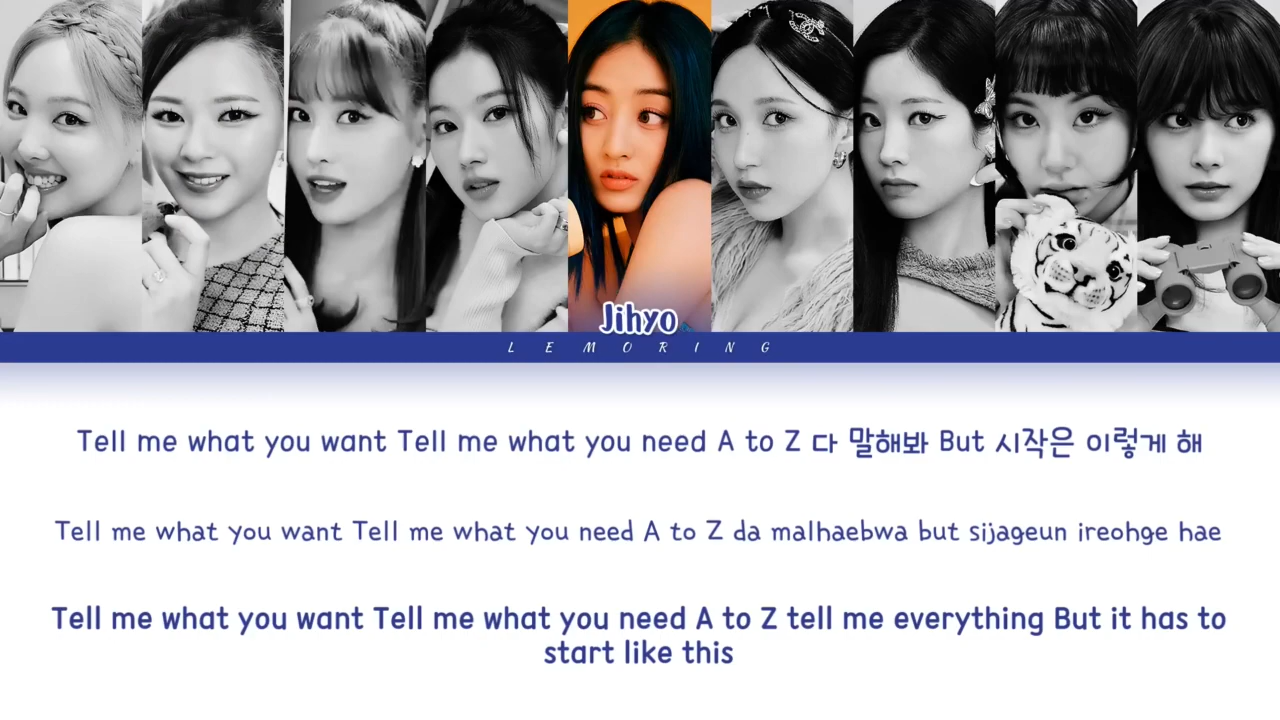 Jihyo
LEMORING
Tell me what you want Tell me what you need A to Z 다 말해봐 But 시작은 이렇게 해
Tell me what you want Tell me what you need A to Z da malhaebwa but sijageun ireohge hae
Tell me what you want Tell me what you need A to Z tell me everything But it has to
start like this